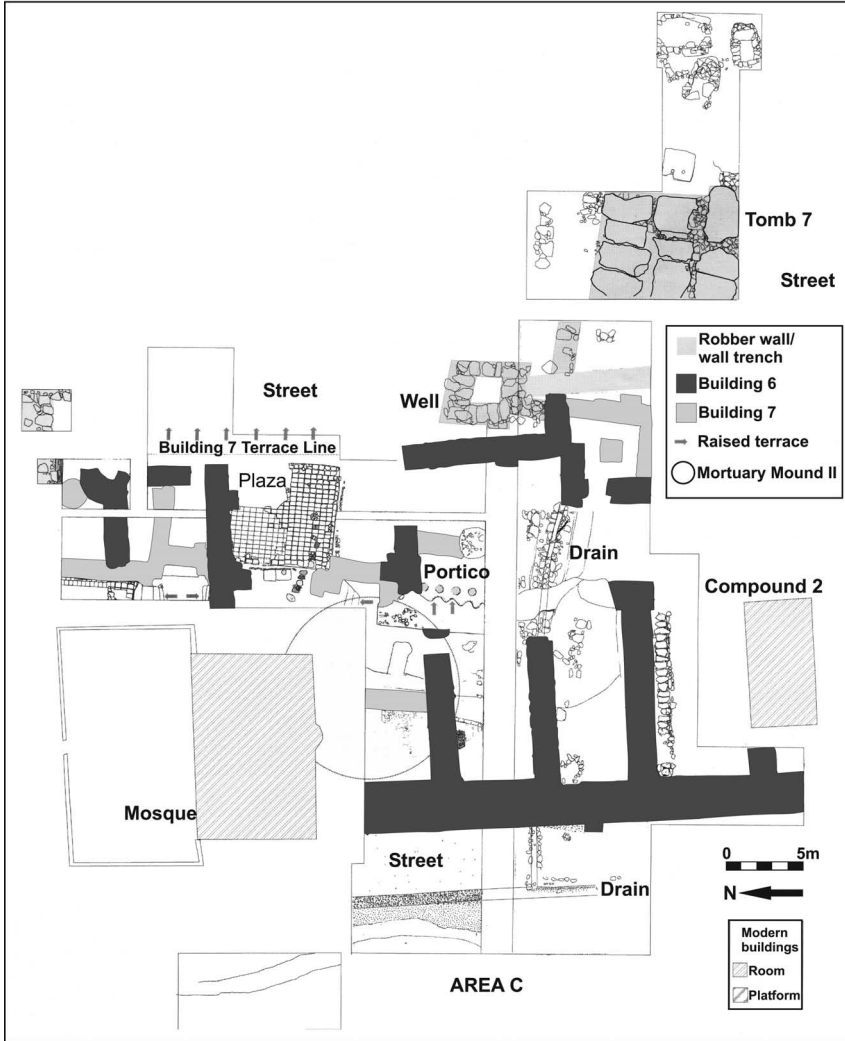 Tomb 7
Street
Robber wall/
wall trench
Building 6
Building 7
Raised terrace
Mortuary Mound II
Street
Well
Building 7 Terrace Line
Plaza
Drain
Portico
Compound 2
Mosque
Street
0 5m
N
Drain
Modern
buildings
Room
Platform
AREA C